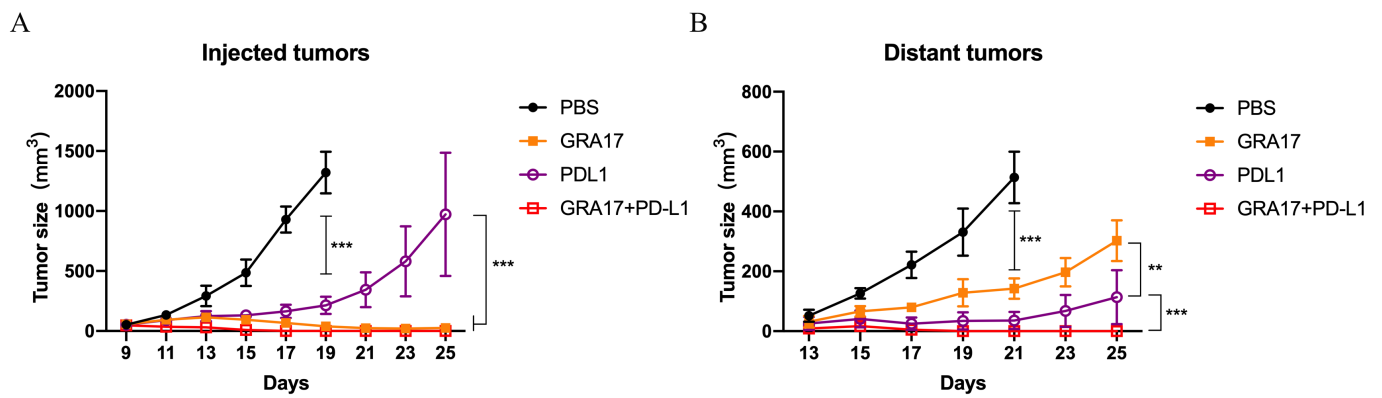 A
Injected tumors
Tumor size (mm³)
2000
1500
1000
500
0
9 11 13 15 17 19 21 23 25
Days
PBS
GRA17
PDL1
GRA17+PD-L1
***
***
B
Distant tumors
Tumor size (mm³)
800
600
400
200
0
13 15 17 19 21 23 25
Days
PBS
GRA17
PDL1
GRA17+PD-L1
***
**
***